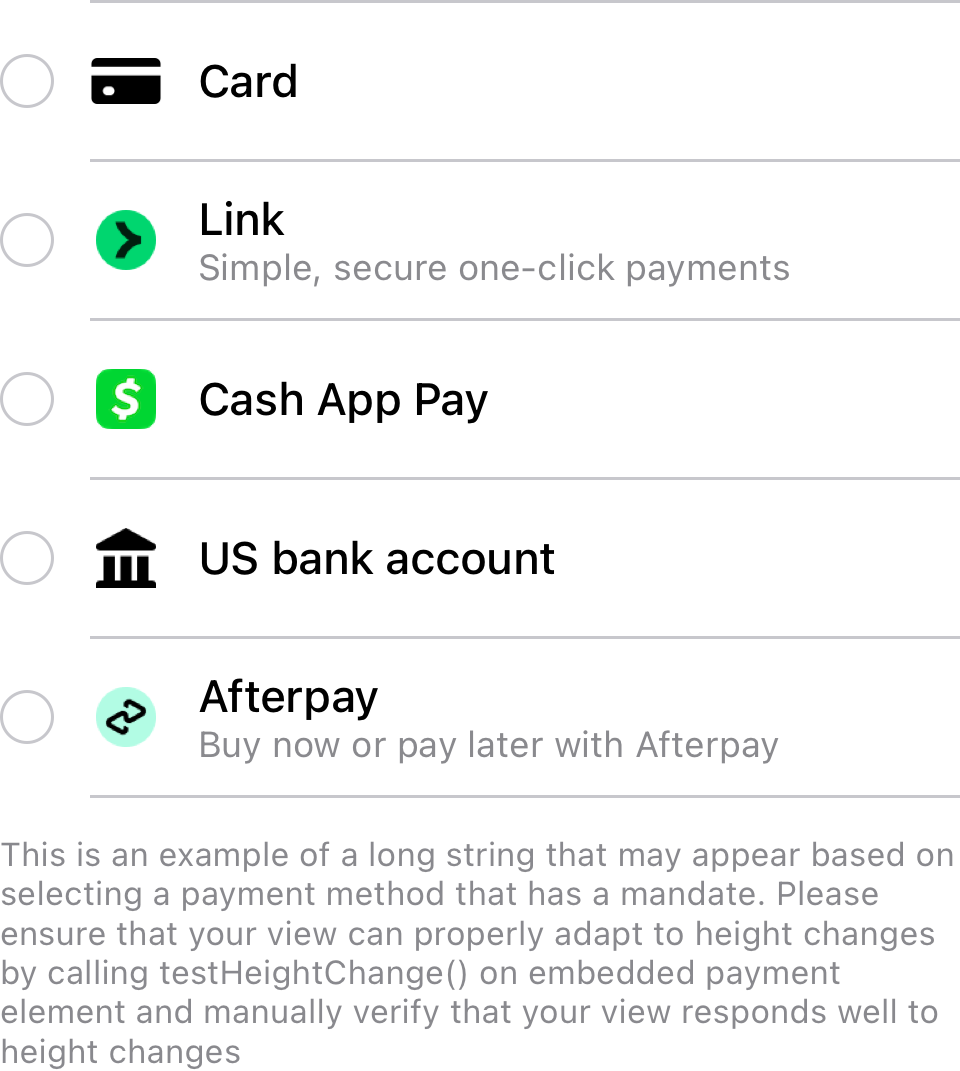 Card
Link
Simple, secure one-click payments
$
Cash App Pay
US bank account
Afterpay
Buy now or pay later with Afterpay
This is an example of a long string that may appear based on
selecting a payment method that has a mandate. Please
ensure that your view can properly adapt to height changes
by calling testHeightChange() on embedded payment
element and manually verify that your view responds well to
height changes